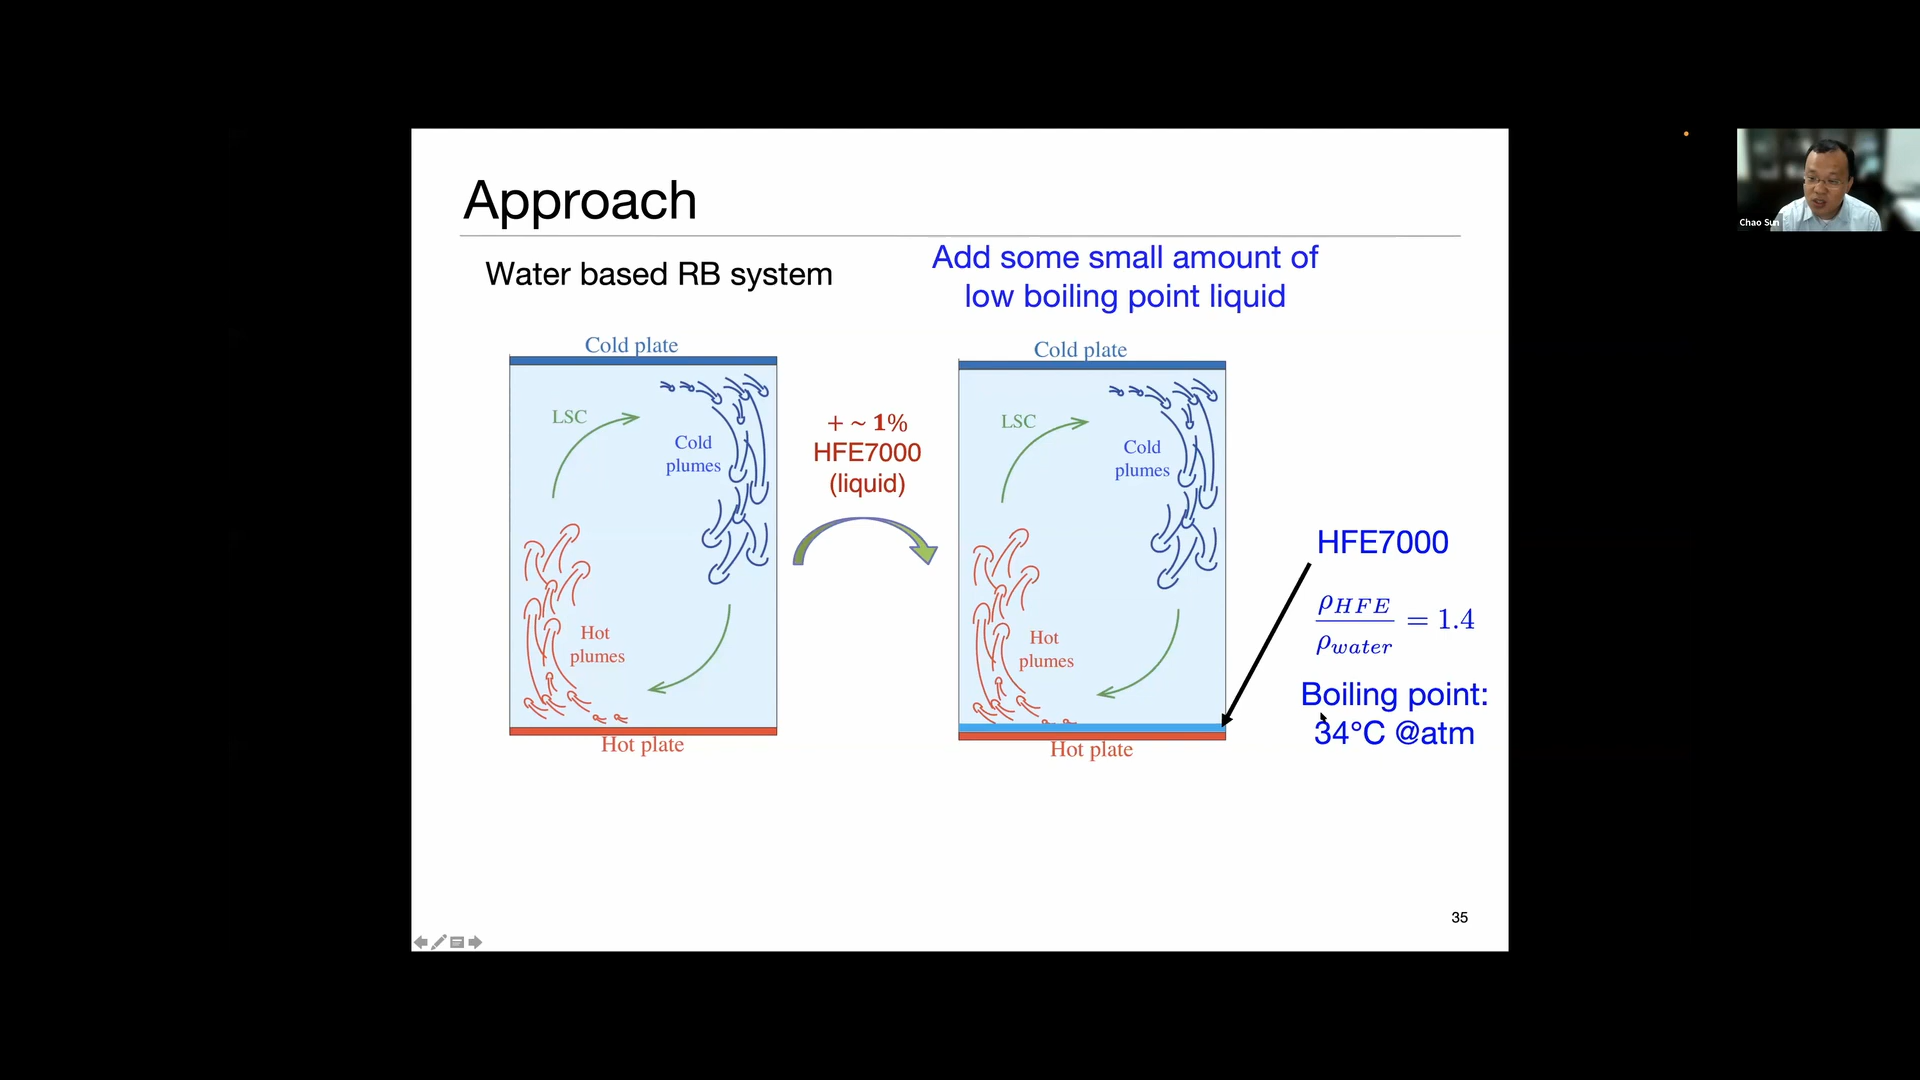 Approach
Water based RB system
Add some small amount of
low boiling point liquid
Cold plate
LSC
Cold
plumes
Hot
plumes
Hot plate
+ ~ 1%
HFE7000
(liquid)
Cold plate
LSC
Cold
plumes
Hot
plumes
Hot plate
HFE7000
ρHFE
ρwater
= 1.4
Boiling point:
34°C @atm
35
Chao Sun